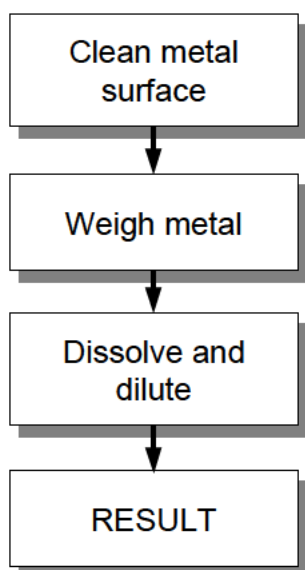 Clean metal
surface
Weigh metal
Dissolve and
dilute
RESULT